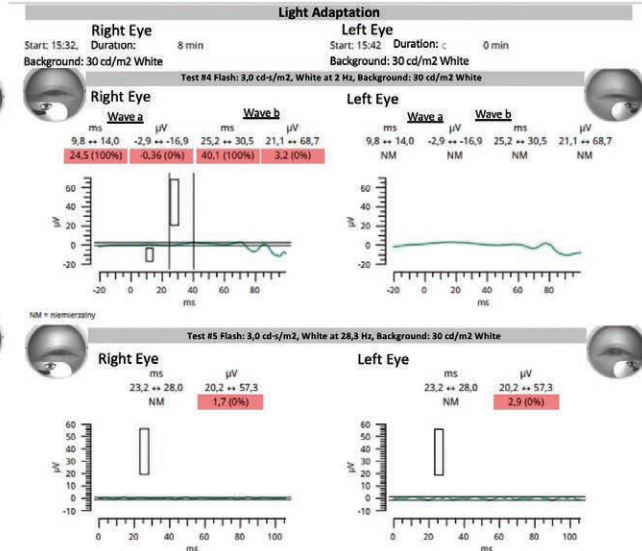 Light Adaptation
Right Eye Left Eye
Start: 15:32, Duration: 8 min Start: 15:42 Duration: c 0 min
Background: 30 cd/m2 White Background: 30 cd/m2 White
Test #4 Flash: 3,0 cd·s/m2, White at 2 Hz, Background: 30 cd/m2 White
Right Eye Left Eye
Wave a Wave b Wave a Wave b
ms µV ms µV ms µV ms µV
9,8 ↔ 14,0 -2,9 ↔ -16,9 25,2 ↔ 30,5 21,1 ↔ 68,7 9,8 ↔ 14,0 -2,9 ↔ -16,9 25,2 ↔ 30,5 21,1 ↔ 68,7
24,5 (100%) -0,36 (0%) 40,1 (100%) 3,2 (0%) NM NM NM NM
60 60
40 40
µV µV
20 20
0 0
-20 -20
-20 0 20 40 60 80 -20 0 20 40 60 80
ms ms
NM = niemierzalny
Test #5 Flash: 3,0 cd·s/m2, White at 28,3 Hz, Background: 30 cd/m2 White
Right Eye Left Eye
ms µV ms µV
23,2 ↔ 28,0 20,2 ↔ 57,3 23,2 ↔ 28,0 20,2 ↔ 57,3
NM 1,7 (0%) NM 2,9 (0%)
60 60
50 50
40 40
30 30
µV µV
20 20
10 10
0 0
-10 -10
0 20 40 60 80 100 0 20 40 60 80 100
ms ms